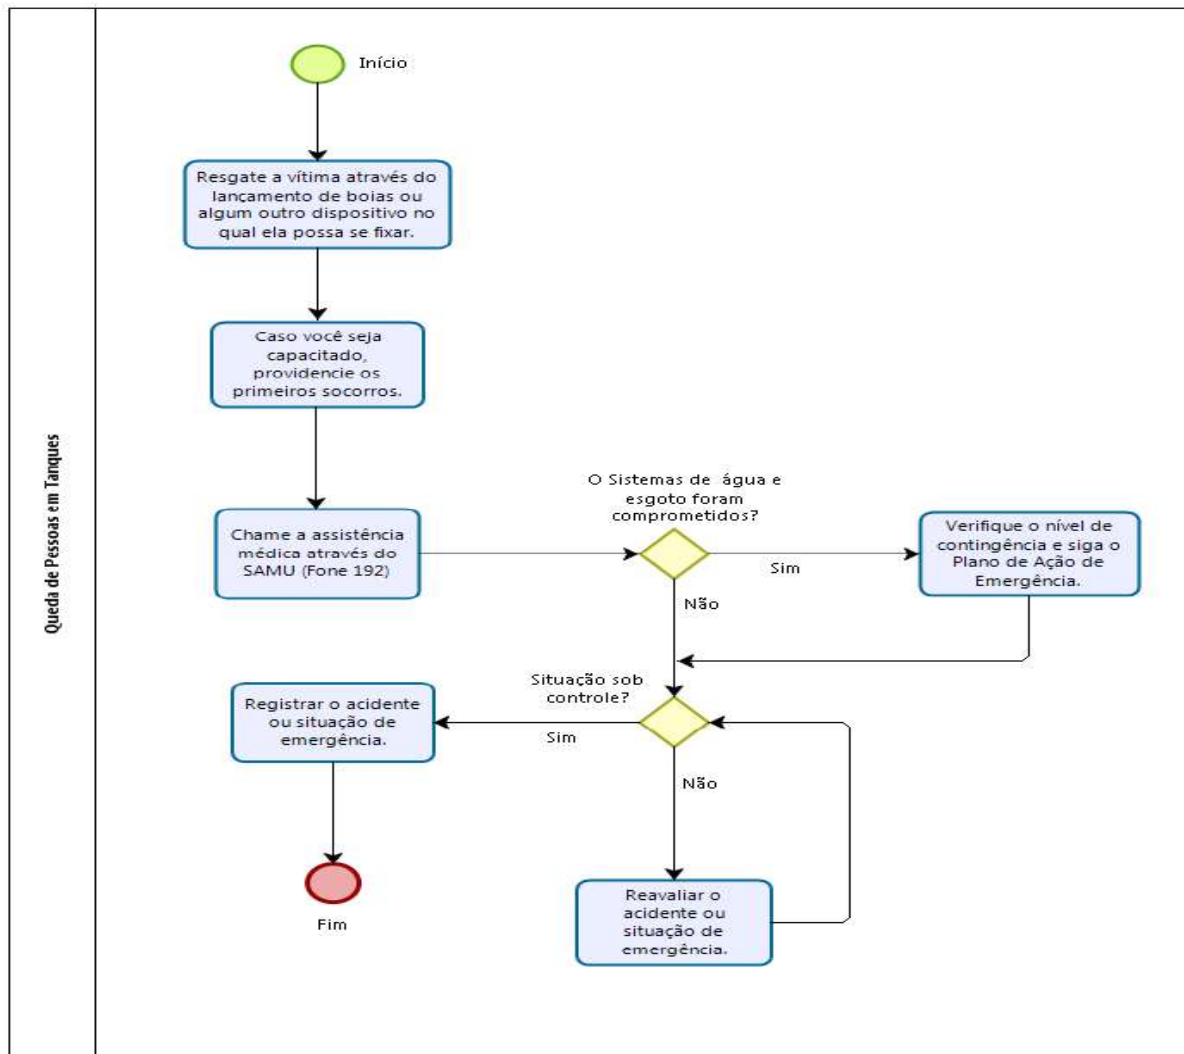 Queda de Pessoas em Tanques
Início
Resgate a vítima através do
lançamento de boias ou
algum outro dispositivo no
qual ela possa se fixar.
Caso você seja
capacitado,
providencie os
primeiros socorros.
Chame a assistência
médica através do
SAMU (Fone 192)
O Sistemas de água e
esgoto foram
comprometidos?
Sim
Verifique o nível de
contingência e siga o
Plano de Ação de
Emergência.
Não
Situação sob
controle?
Sim
Registrar o acidente
ou situação de
emergência.
Não
Fim
Reavaliar o
acidente ou
situação de
emergência.